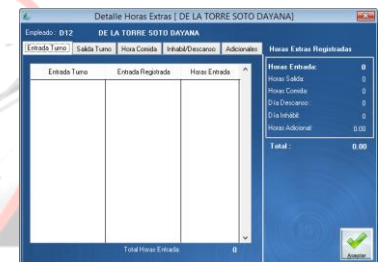 Detalle Horas Extras [ DE LA TORRE SOTO DAYANA]
Empleado: D12 DE LA TORRE SOTO DAYANA
Entrada Turno Salida Turno Hora Comida Inhabil/Descanso Adicionales
Horas Extras Registradas
Entrada Turno Entrada Registrada Horas Entrada
Horas Entrada: 0
Horas Salida: 0
Horas Comida: 0
Día Descanso: 0
Día Inhábil: 0
Horas Adicional: 0.00
Total : 0.00
Total Horas Entrada: 0
Aceptar